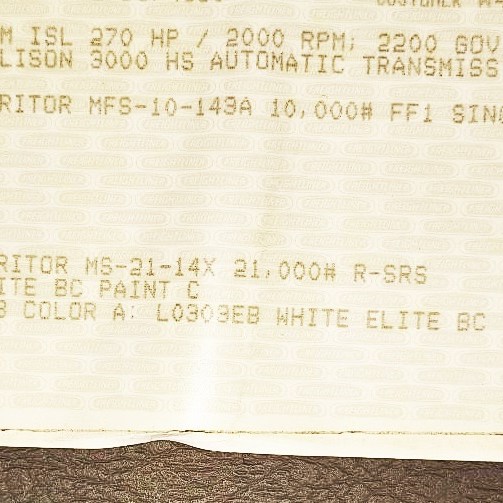 CUSTOMER
M ISL 270 HP / 2000 RPM; 2200 GOV
LISON 3000 HS AUTOMATIC TRANSMISS
RITOR MFS-10-143A 10,000# FF1 SIN
RITOR MS-21-14X 21,000# R-SRS
ITE BC PAINT C
B COLOR A: L0303EB WHITE ELITE BC